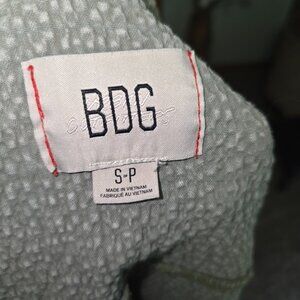 BDG
S-P
MADE IN VIETNAM
FABRIQUÉ AU VIETNAM